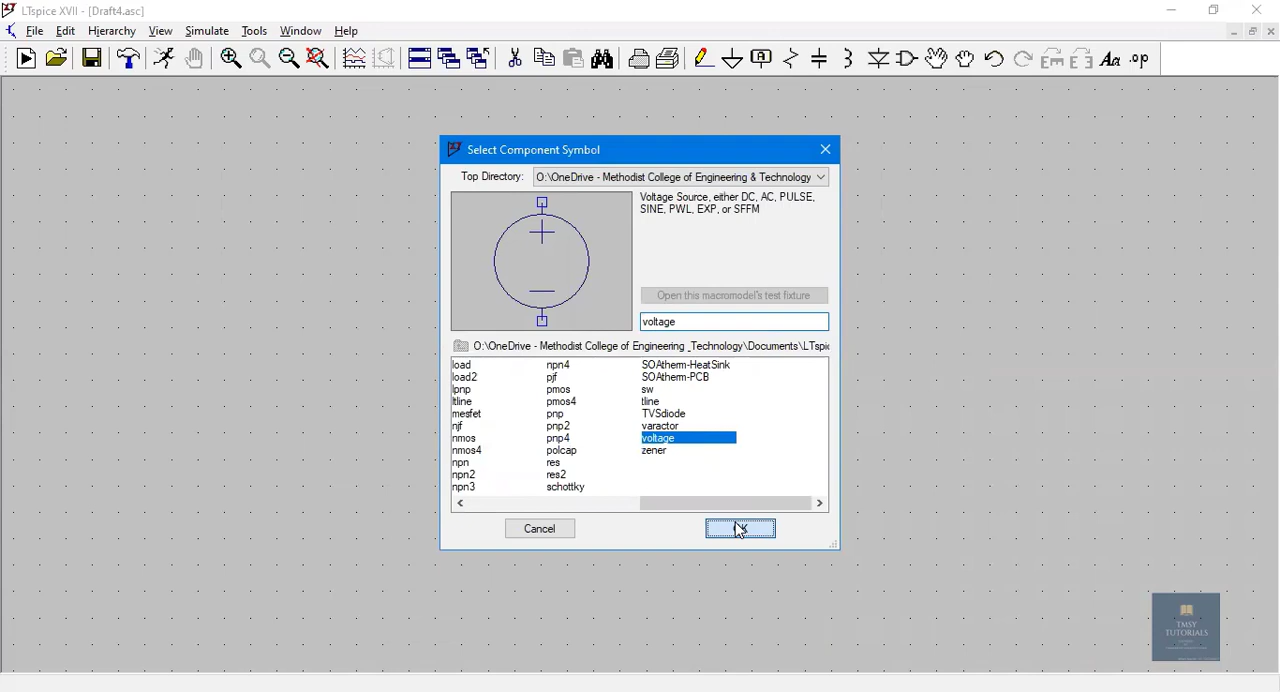 LTspice XVII - [Draft4.asc]
File Edit Hierarchy View Simulate Tools Window Help
Aa .op
Select Component Symbol
Top Directory: O:\OneDrive - Methodist College of Engineering & Technology
Voltage Source, either DC, AC, PULSE,
SINE, PWL, EXP, or SFFM
Open this macromodel's test fixture
voltage
O:\OneDrive - Methodist College of Engineering _Technology\Documents\LTspic
load npn4 SOAtherm-HeatSink
load2 pjf SOAtherm-PCB
lpnp pmos sw
ltline pmos4 tline
mesfet pnp TVSdiode
njf pnp2 varactor
nmos pnp4 voltage
nmos4 polcap zener
npn res
npn2 res2
npn3 schottky
Cancel
TMSY
TUTORIALS